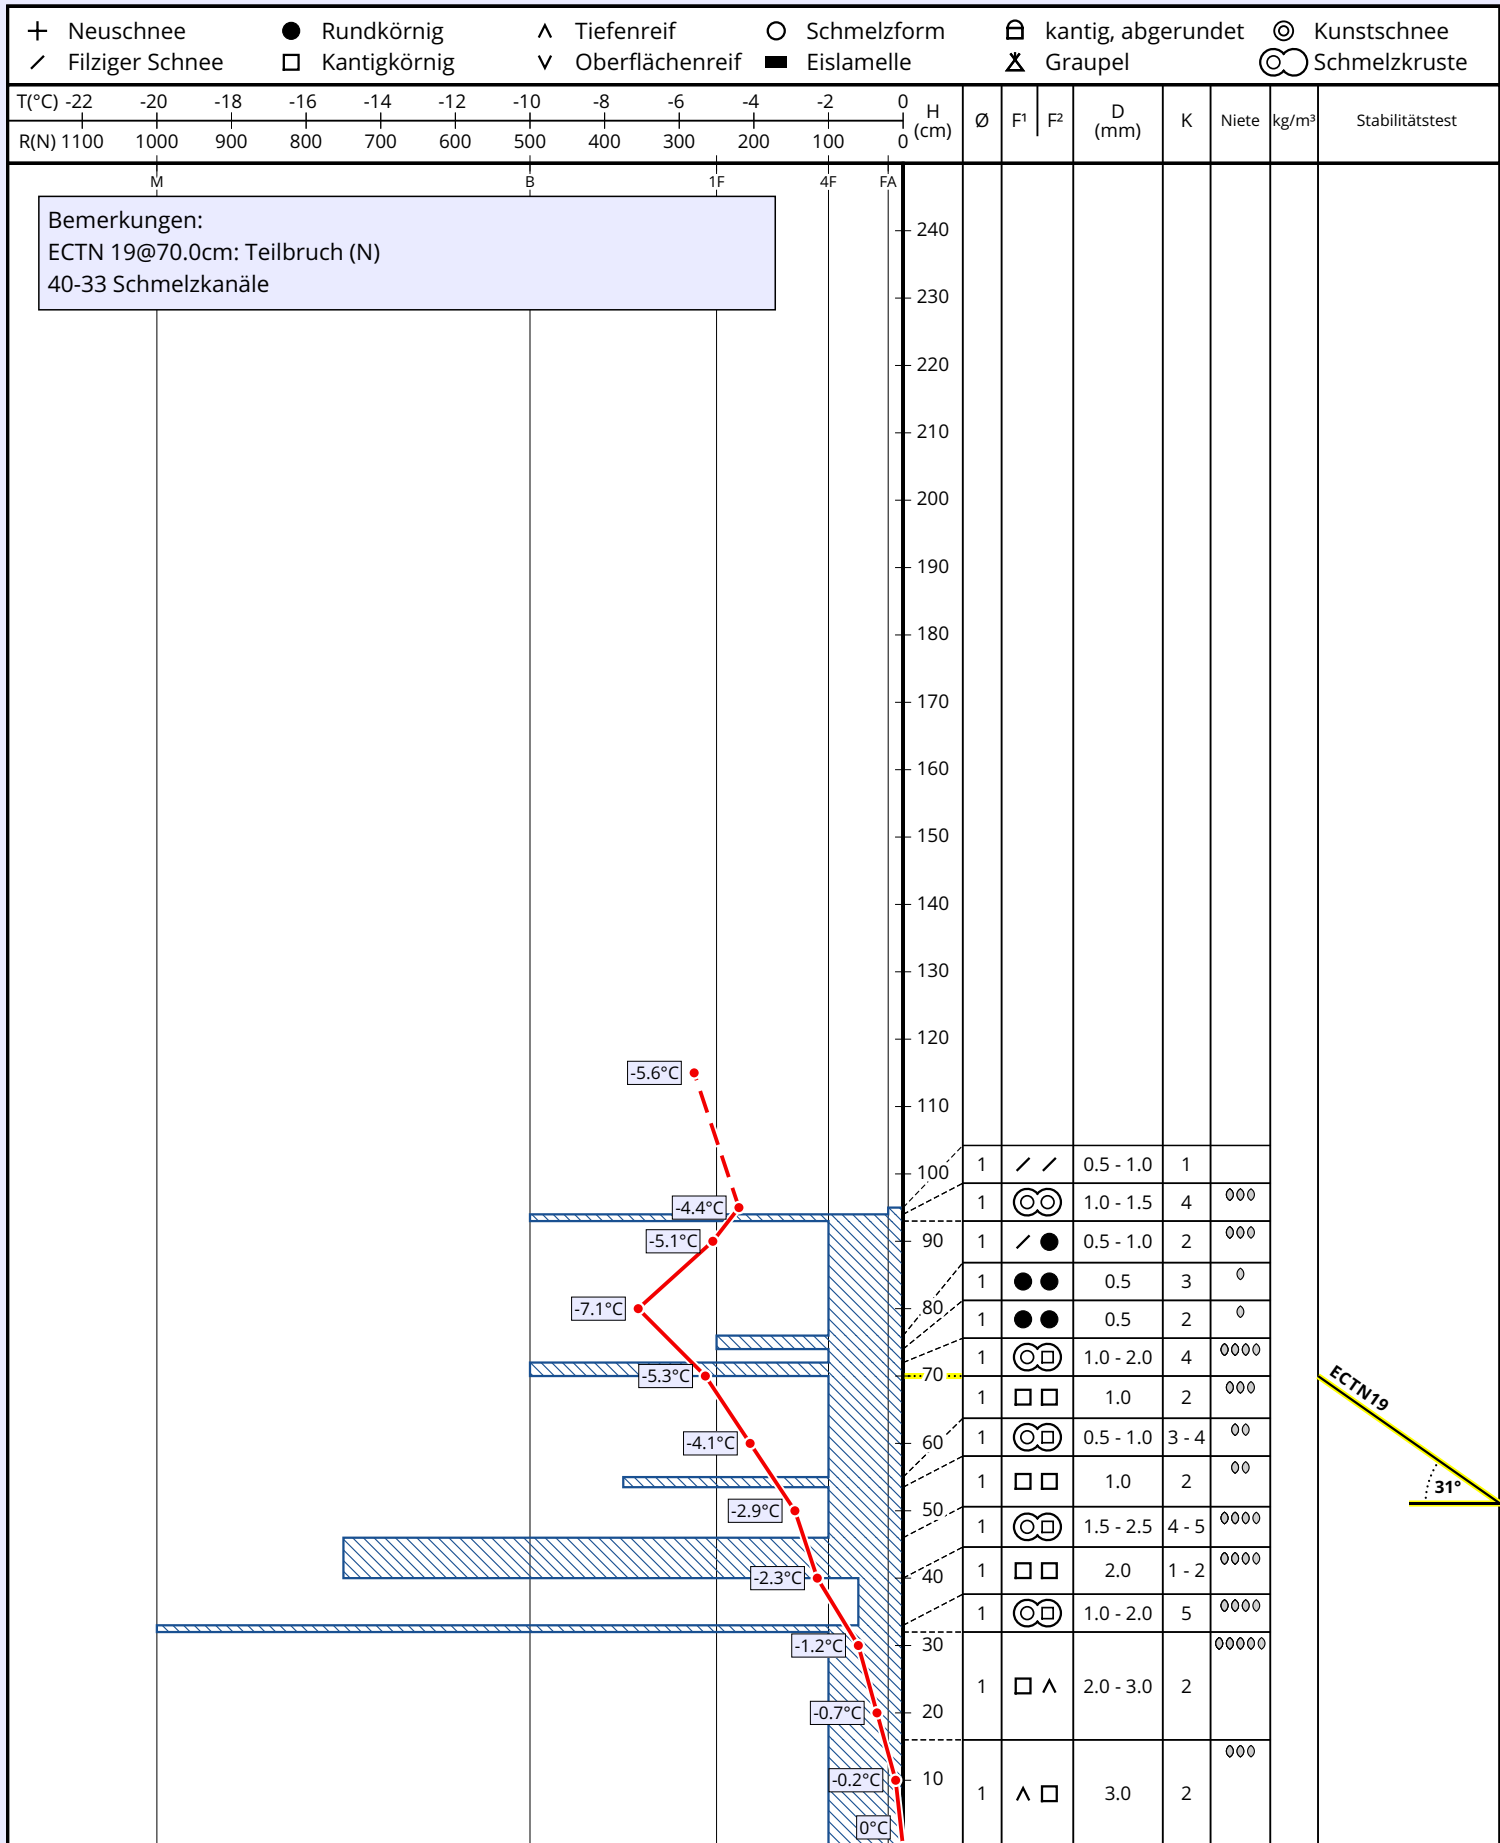 Neuschnee Rundkörnig Tiefenreif Schmelzform kantig, abgerundet Kunstschnee
Filziger Schnee Kantigkörnig Oberflächenreif Eislamelle Graupel Schmelzkruste
T(°C) -22 -20 -18 -16 -14 -12 -10 -8 -6 -4 -2 0
R(N) 1100 1000 900 800 700 600 500 400 300 200 100 0
H (cm) Ø F¹ F² D (mm) K Niete kg/m³ Stabilitätstest
M B 1F 4F FA
Bemerkungen:
ECTN 19@70.0cm: Teilbruch (N)
40-33 Schmelzkanäle
240
230
220
210
200
190
180
170
160
150
140
130
120
110
100
90
80
70
60
50
40
30
20
10
-5.6°C
-4.4°C
-5.1°C
-7.1°C
-5.3°C
-4.1°C
-2.9°C
-2.3°C
-1.2°C
-0.7°C
-0.2°C
0°C
1 0.5 - 1.0 1
1 1.0 - 1.5 4
1 0.5 - 1.0 2
1 0.5 3
1 0.5 2
1 1.0 - 2.0 4
1 1.0 2
1 0.5 - 1.0 3 - 4
1 1.0 2
1 1.5 - 2.5 4 - 5
1 2.0 1 - 2
1 1.0 - 2.0 5
1 2.0 - 3.0 2
1 3.0 2
ECTN19
31°